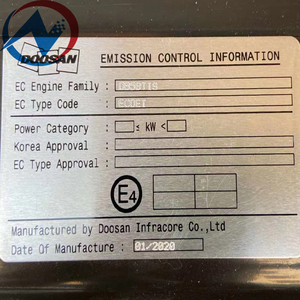 DOOSAN
EMISSION CONTROL INFORMATION
EC Engine Family :
EC Type Code : ECOEI
Power Category : ≤ kW <
Korea Approval :
EC Type Approval :
E4
Manufactured by Doosan Infracore Co.,Ltd
Date Of Manufacture : 01/2020